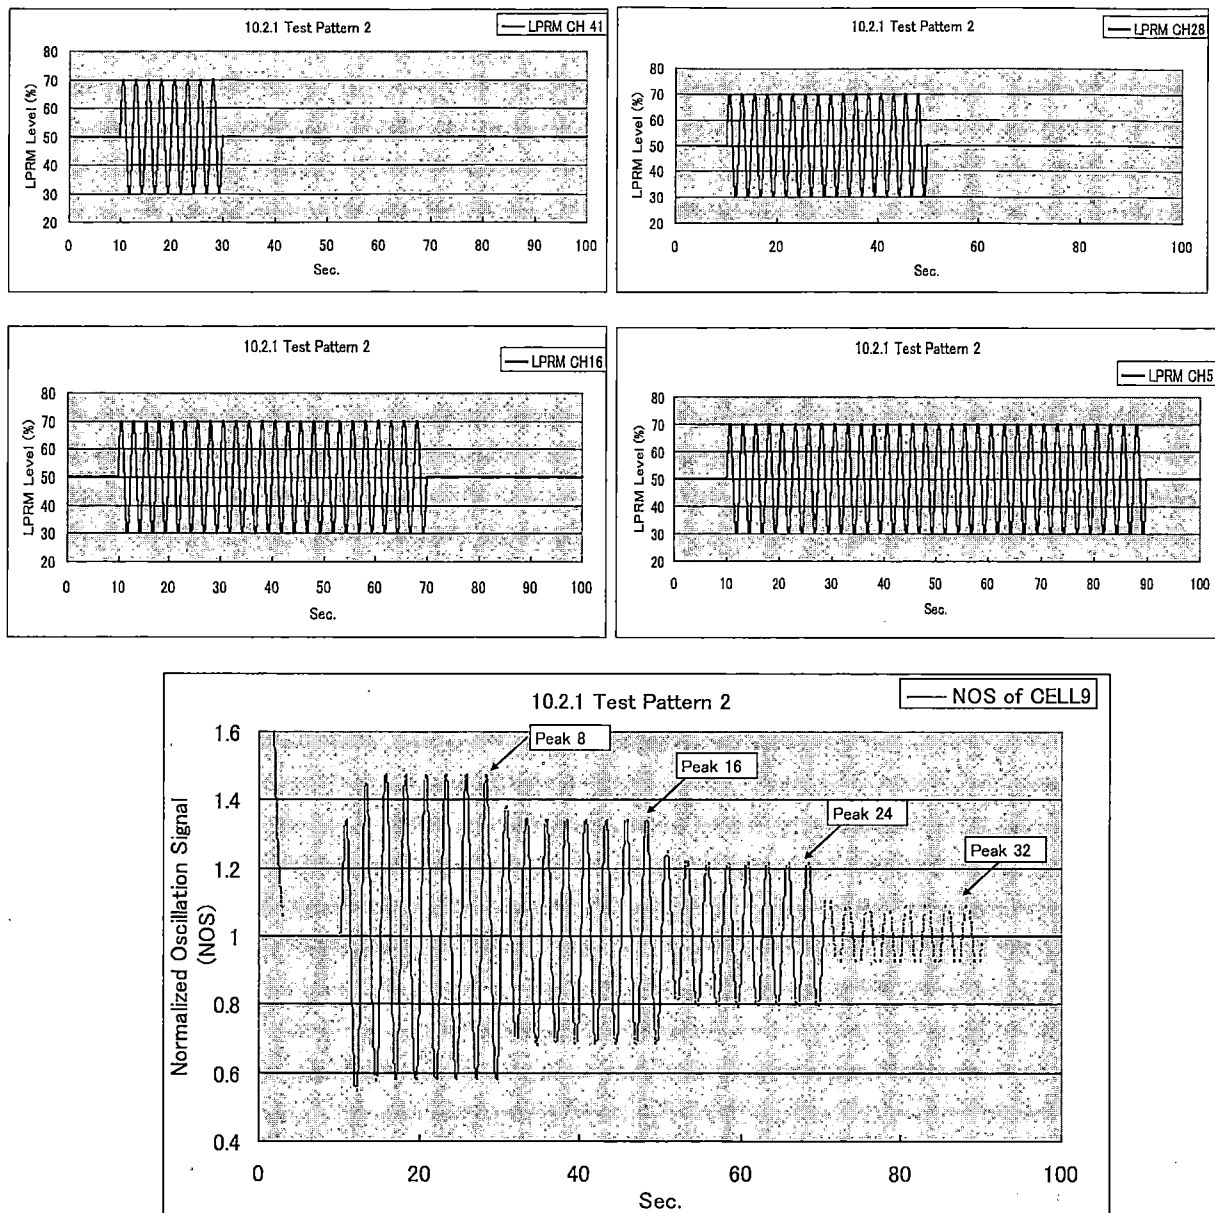 10.2.1 Test Pattern 2
LPRM CH 41
LPRM Level (%)
80
70
60
50
40
30
20
0 10 20 30 40 50 60 70 80 90 100
Sec.
10.2.1 Test Pattern 2
LPRM CH28
LPRM Level (%)
80
70
60
50
40
30
20
0 20 40 60 80 100
Sec.
10.2.1 Test Pattern 2
LPRM CH16
LPRM Level (%)
80
70
60
50
40
30
20
0 10 20 30 40 50 60 70 80 90 100
Sec.
10.2.1 Test Pattern 2
LPRM CH5
LPRM Level (%)
80
70
60
50
40
30
20
0 10 20 30 40 50 60 70 80 90 100
Sec.
10.2.1 Test Pattern 2
NOS of CELL9
Normalized Oscillation Signal
(NOS)
1.6
1.4
1.2
1
0.8
0.6
0.4
Peak 8
Peak 16
Peak 24
Peak 32
0 20 40 60 80 100
Sec.